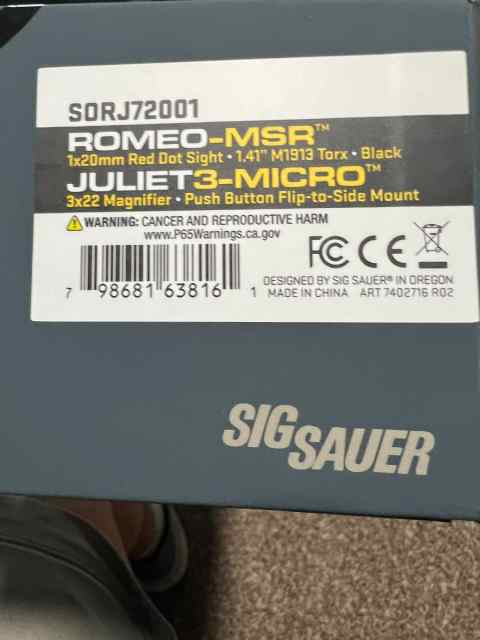 SORJ72001
ROMEO-MSR™
1x20mm Red Dot Sight • 1.41" M1913 Torx • Black
JULIET3-MICRO™
3x22 Magnifier • Push Button Flip-to-Side Mount
WARNING: CANCER AND REPRODUCTIVE HARM
www.P65Warnings.ca.gov
FC CE
7 98681 63816 1
DESIGNED BY SIG SAUER® IN OREGON
MADE IN CHINA ART 7402716 R02
SIG SAUER